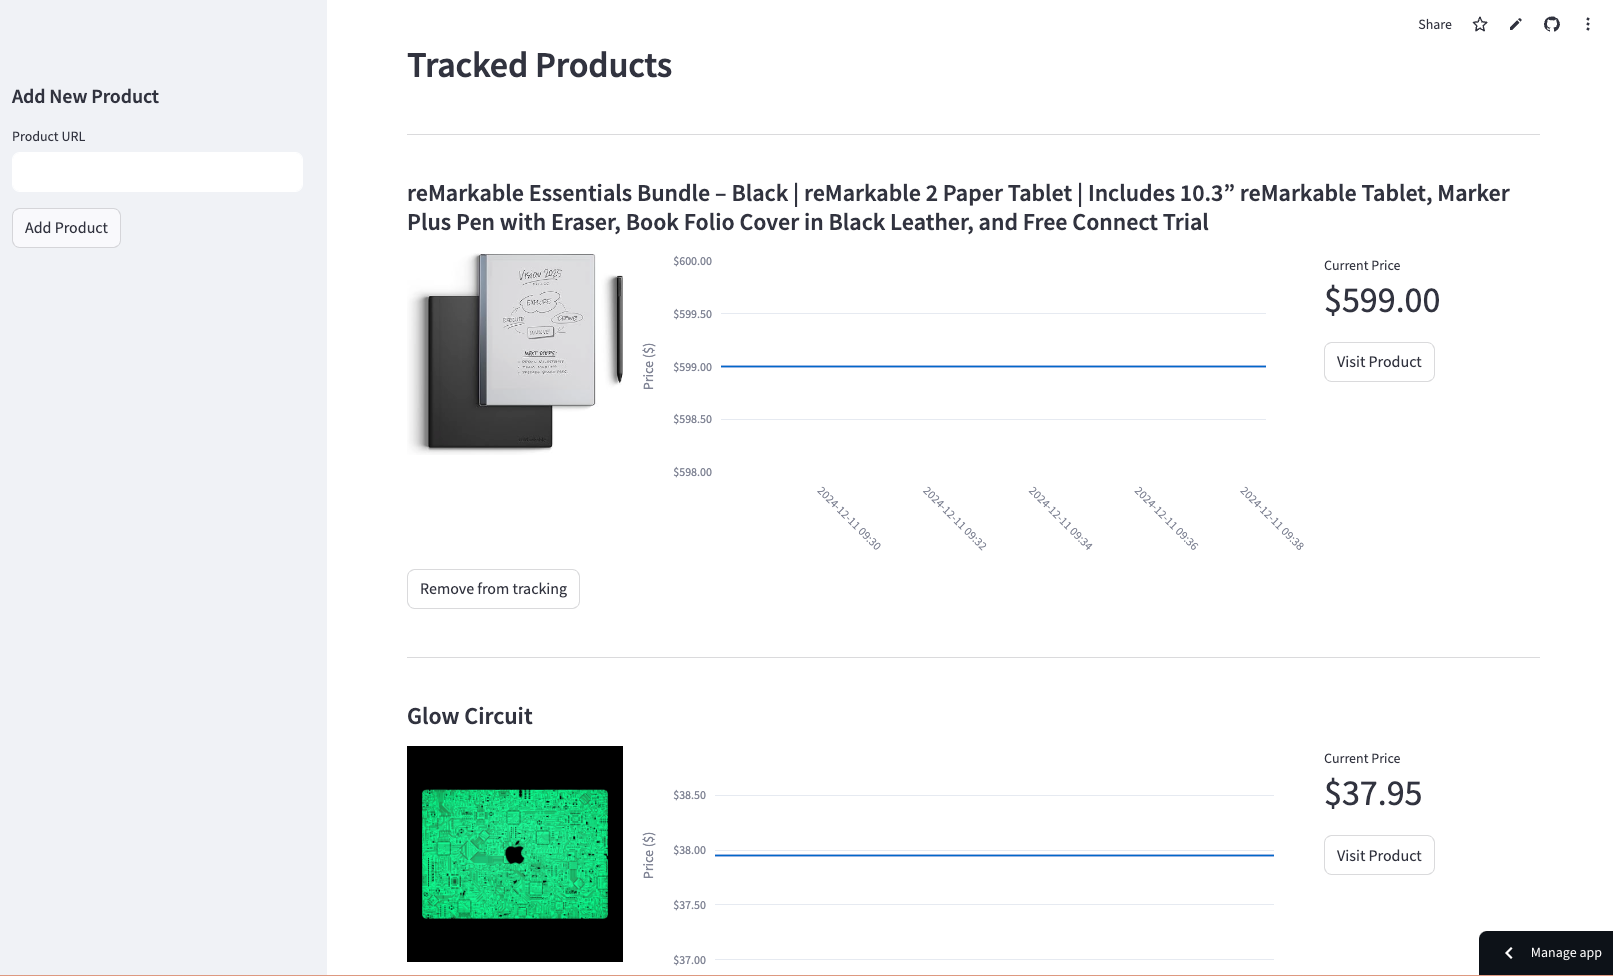 Share
Tracked Products
Add New Product
Product URL
Add Product
reMarkable Essentials Bundle – Black | reMarkable 2 Paper Tablet | Includes 10.3” reMarkable Tablet, Marker
Plus Pen with Eraser, Book Folio Cover in Black Leather, and Free Connect Trial
Vision 2025
EXPLORE
NEXT STEPS:
Price ($)
$600.00
$599.50
$599.00
$598.50
$598.00
2024-12-11 09:30
2024-12-11 09:32
2024-12-11 09:34
2024-12-11 09:36
2024-12-11 09:38
Current Price
$599.00
Visit Product
Remove from tracking
Glow Circuit
Price ($)
$38.50
$38.00
$37.50
$37.00
Current Price
$37.95
Visit Product
Manage app